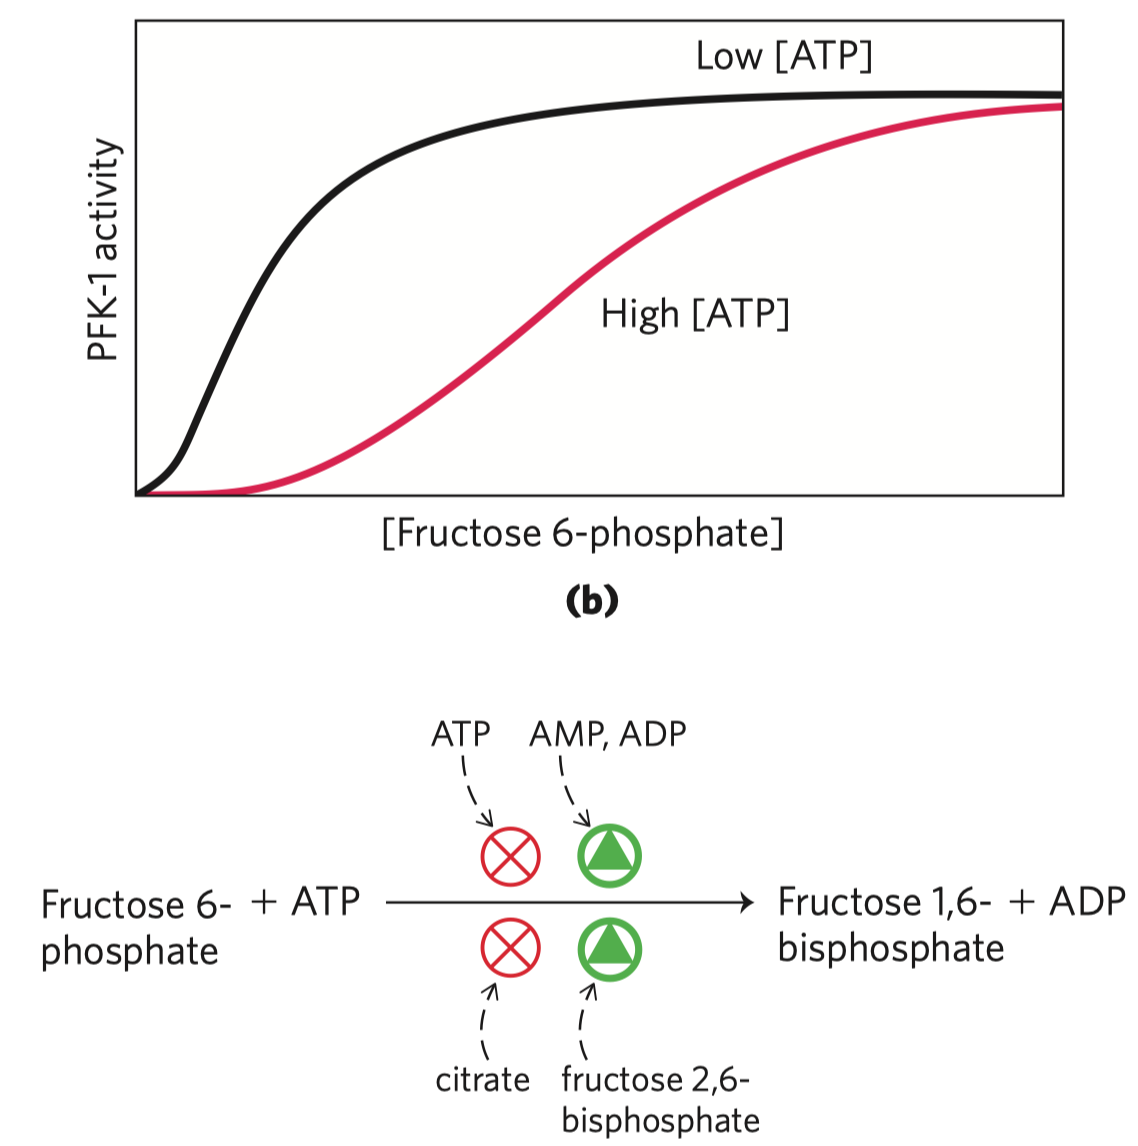 Low [ATP]
PFK-1 activity
High [ATP]
[Fructose 6-phosphate]
(b)
ATP AMP, ADP
Fructose 6- + ATP Fructose 1,6- + ADP
phosphate bisphosphate
citrate fructose 2,6-
bisphosphate